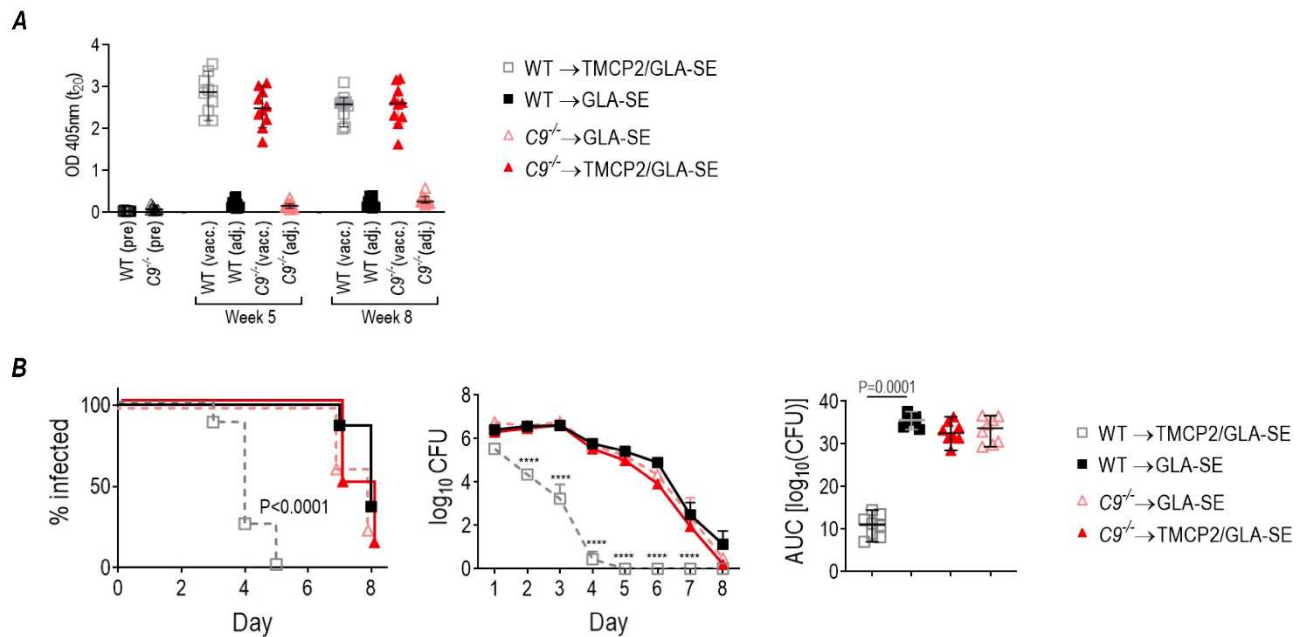 A
4
3
2
1
0
OD 405nm (t20)
WT (pre)
C9-/- (pre)
WT (vacc.)
WT (adj.)
C9-/-(vacc.)
C9-/-(adj.)
WT (vacc.)
WT (adj.)
C9-/-(vacc.)
C9-/-(adj.)
Week 5
Week 8
WT →TMCP2/GLA-SE
WT →GLA-SE
C9-/-→GLA-SE
C9-/-→TMCP2/GLA-SE
B
100
50
0
% infected
P<0.0001
0 2 4 6 8
Day
8
6
4
2
0
log10 CFU
**** **** **** **** **** ****
1 2 3 4 5 6 7 8
Day
P=0.0001
40
30
20
10
0
AUC [log10(CFU)]
WT →TMCP2/GLA-SE
WT →GLA-SE
C9-/-→GLA-SE
C9-/-→TMCP2/GLA-SE